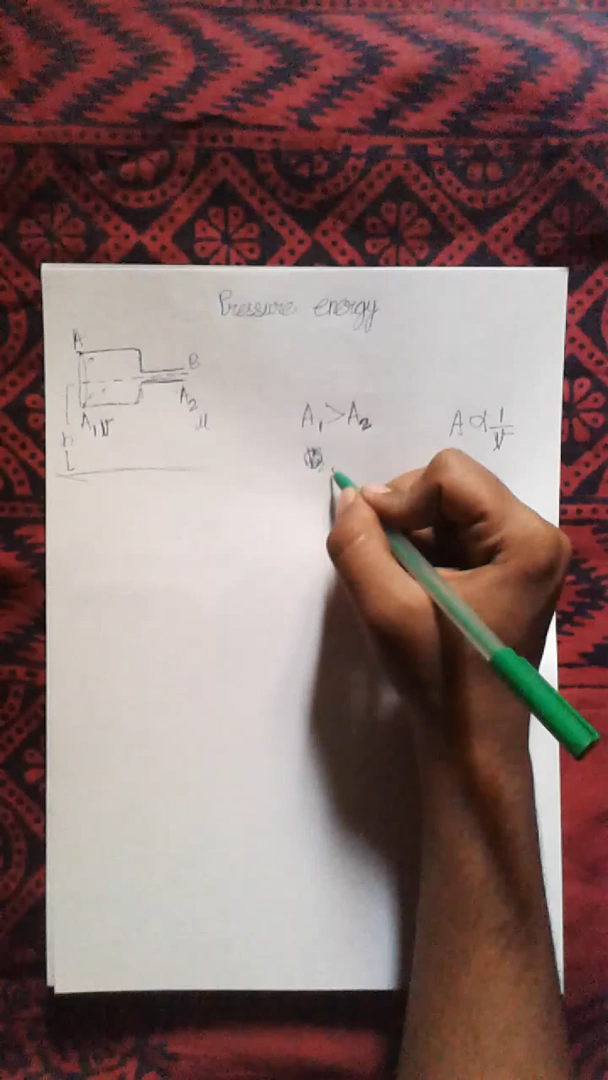 Pressure energy
A
B
A₁ v
A₂
u
h
A₁ > A₂
A ∝ 1/v